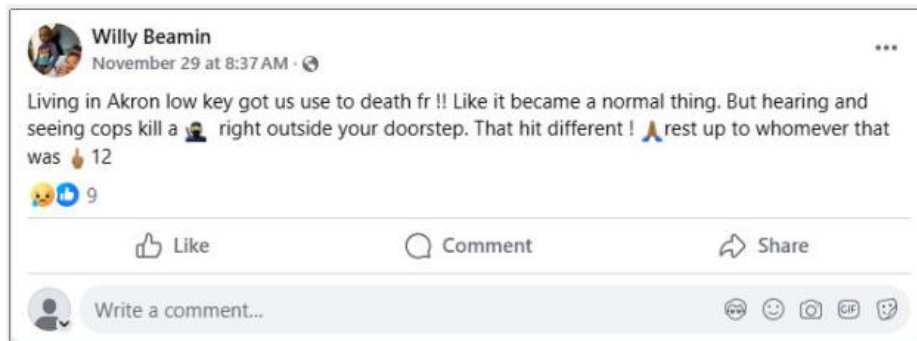 Willy Beamin
November 29 at 8:37 AM ·
Living in Akron low key got us use to death fr !! Like it became a normal thing. But hearing and
seeing cops kill a 🥷 right outside your doorstep. That hit different ! 🙏🏾rest up to whomever that
was 🖕🏽12
9
Like Comment Share
Write a comment...
GIF